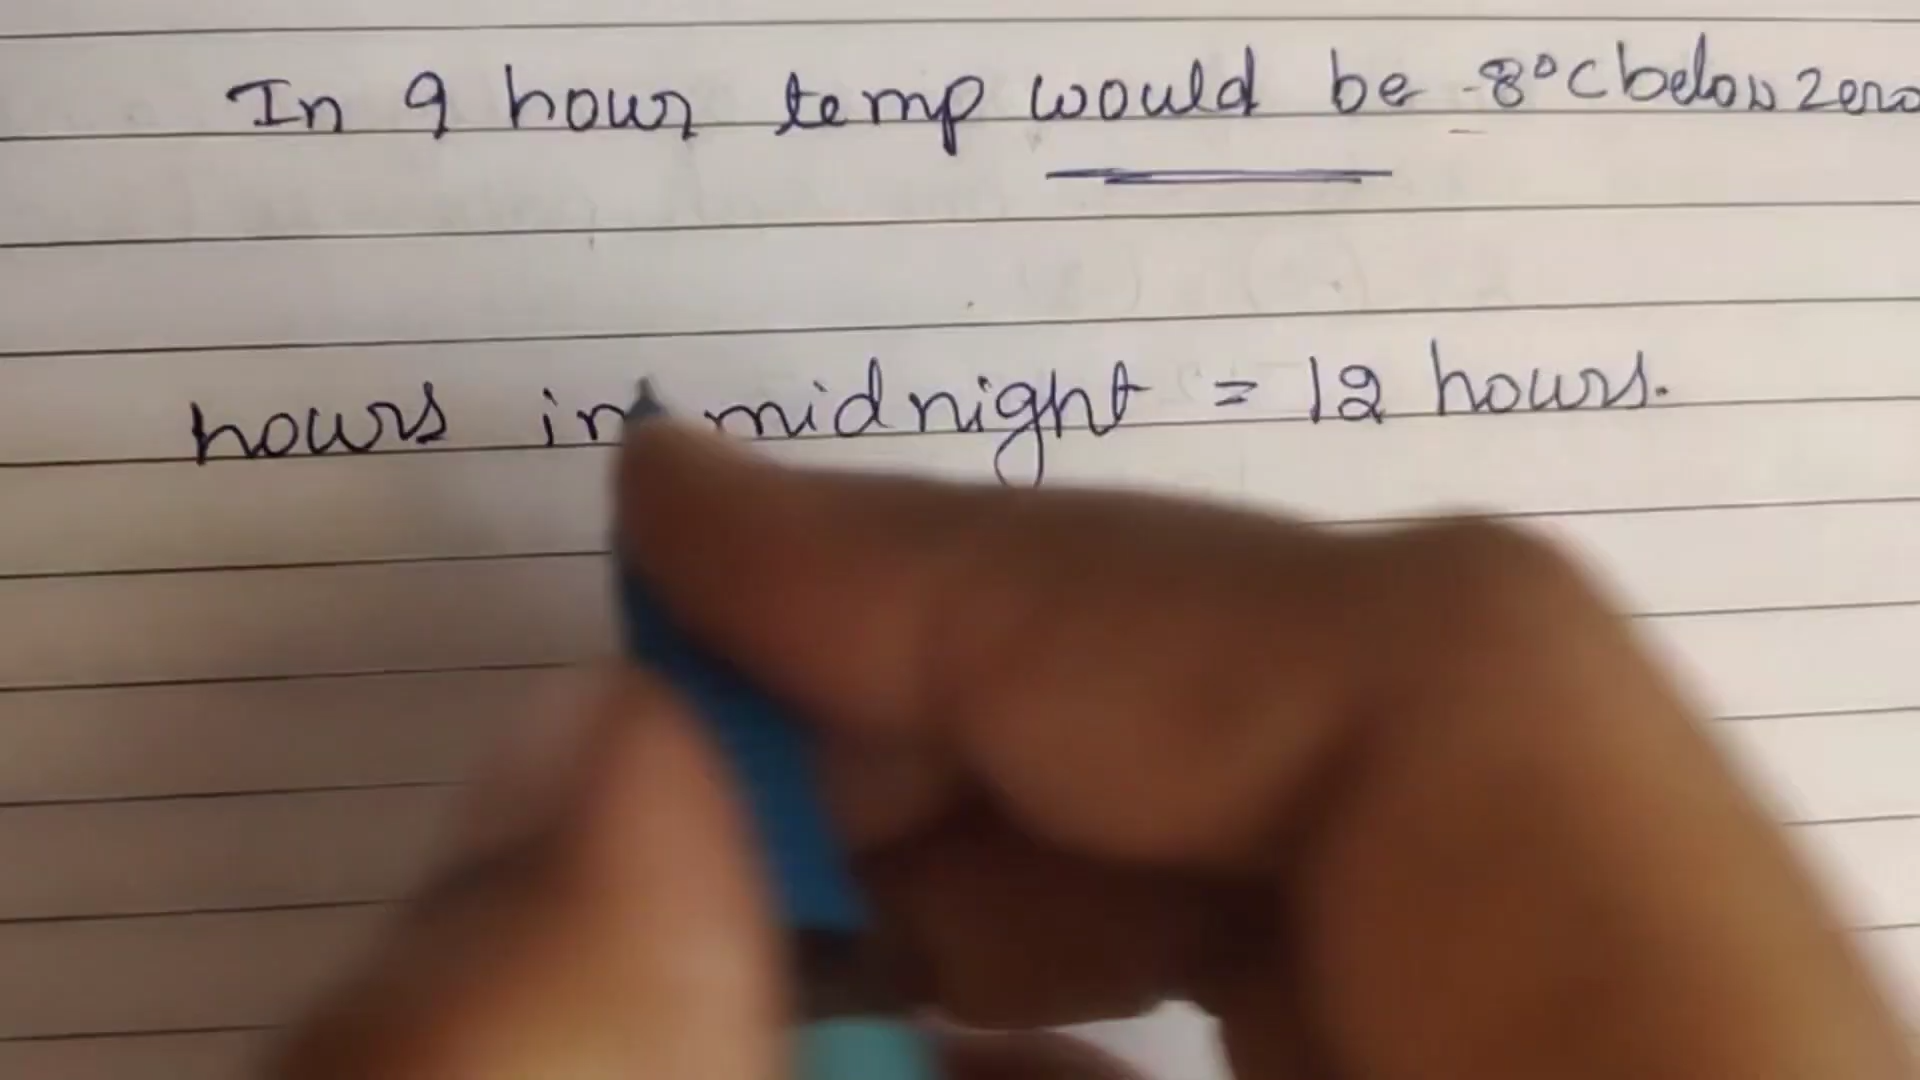 In 9 hour temp would be -8°C below zero
hours in midnight = 12 hours.